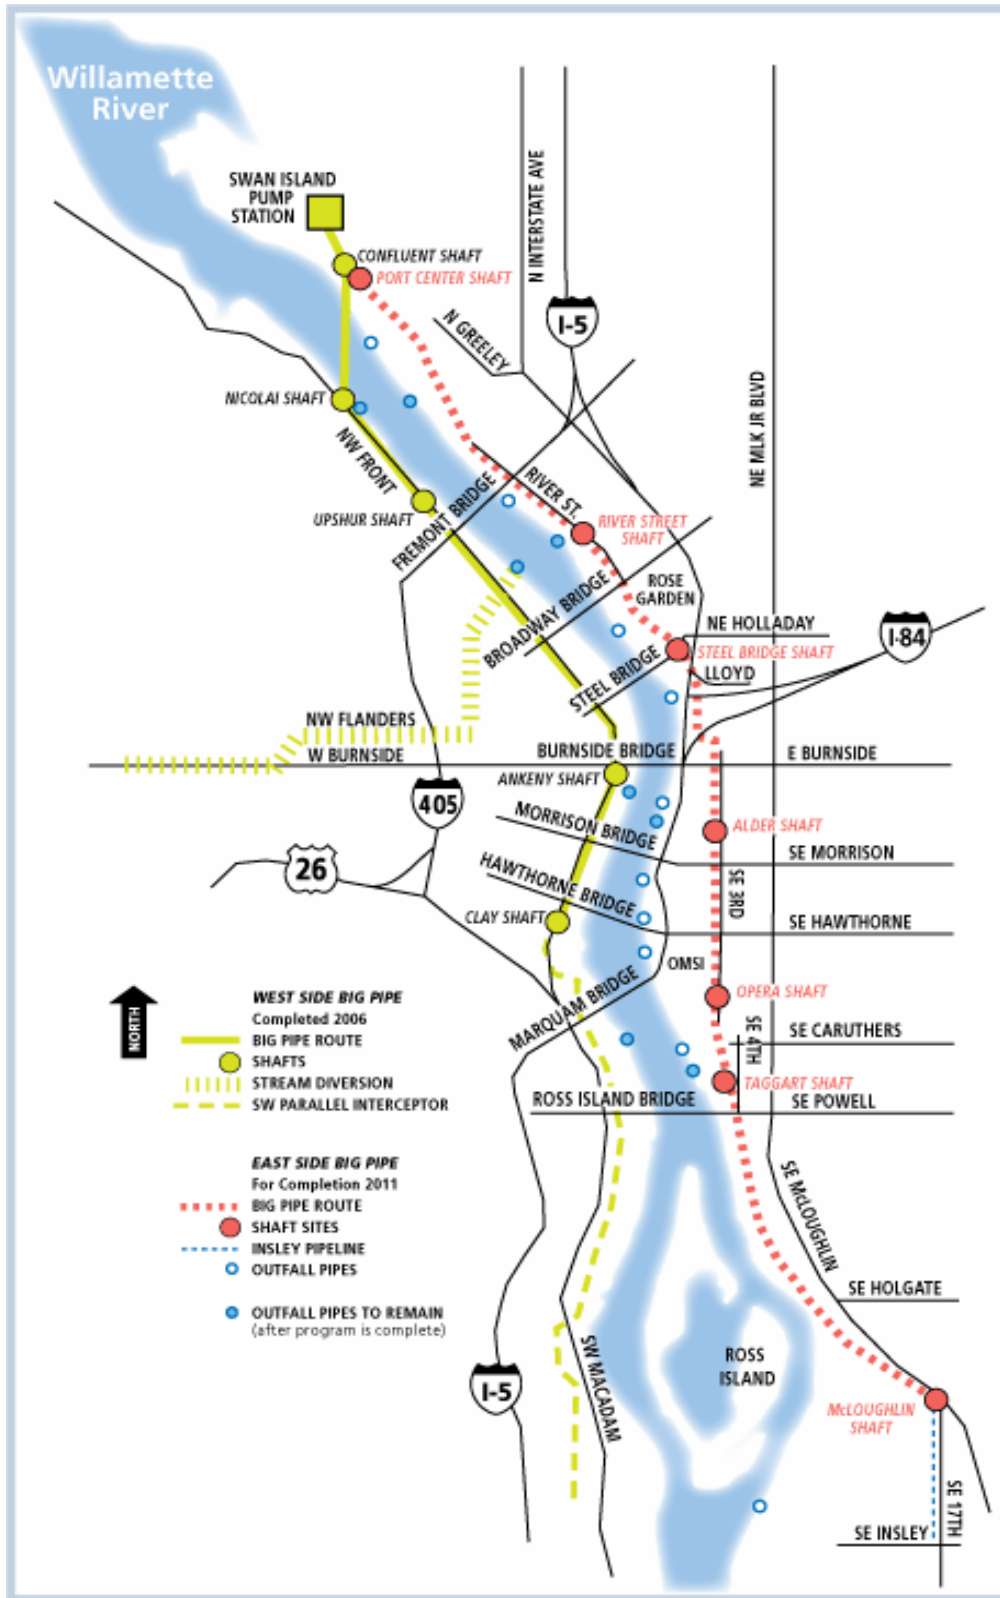 Willamette
River
SWAN ISLAND
PUMP
STATION
CONFLUENT SHAFT
PORT CENTER SHAFT
N INTERSTATE AVE
I-5
N GREELEY
NE MLK JR BLVD
NICOLAI SHAFT
NW FRONT
UPSHUR SHAFT
FREMONT BRIDGE
RIVER ST.
RIVER STREET
SHAFT
ROSE
GARDEN
BROADWAY BRIDGE
NE HOLLADAY
I-84
STEEL BRIDGE SHAFT
STEEL BRIDGE
LLOYD
NW FLANDERS
W BURNSIDE
BURNSIDE BRIDGE
E BURNSIDE
ANKENY SHAFT
405
MORRISON BRIDGE
ALDER SHAFT
SE MORRISON
26
HAWTHORNE BRIDGE
SE 3RD
CLAY SHAFT
SE HAWTHORNE
OMSI
MARQUAM BRIDGE
OPERA SHAFT
SE 4TH
SE CARUTHERS
TAGGART SHAFT
ROSS ISLAND BRIDGE
SE POWELL
NORTH
WEST SIDE BIG PIPE
Completed 2006
BIG PIPE ROUTE
SHAFTS
STREAM DIVERSION
SW PARALLEL INTERCEPTOR
EAST SIDE BIG PIPE
For Completion 2011
BIG PIPE ROUTE
SHAFT SITES
INSLEY PIPELINE
OUTFALL PIPES
OUTFALL PIPES TO REMAIN
(after program is complete)
SE McLOUGHLIN
SE HOLGATE
ROSS
ISLAND
SW MACADAM
I-5
McLOUGHLIN
SHAFT
SE 17TH
SE INSLEY